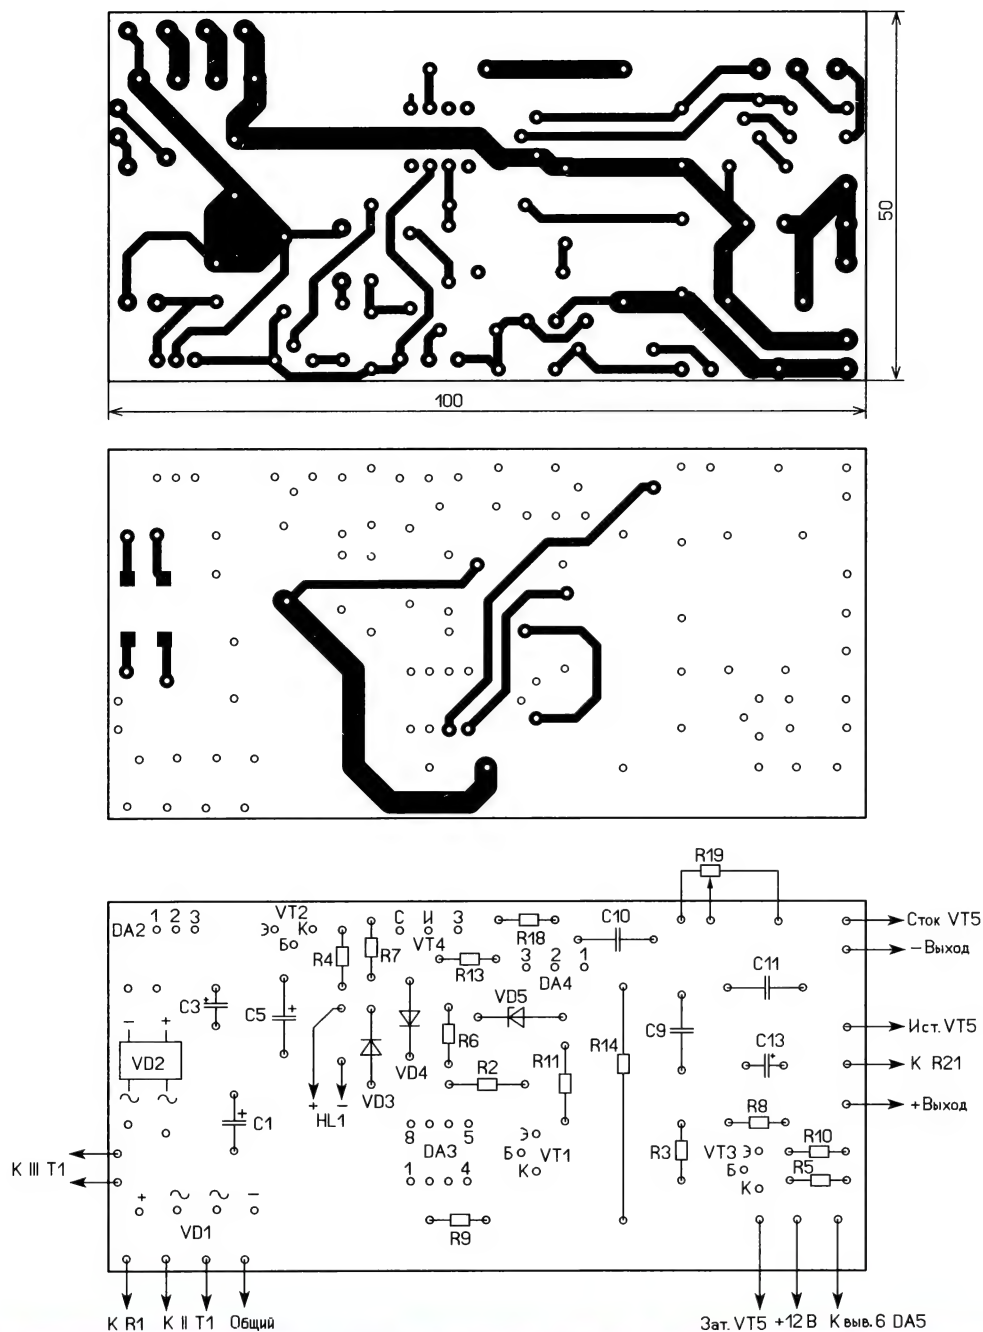 50
100
R19
DA2 1 2 3
VT2
Э К
Б
R4
R7
С И З
VT4
R13
R18
3 2 1
DA4
C10
Сток VT5
– Выход
C11
C3 +
C5 +
VD5
R6
C9
Ист. VT5
– +
VD2
∼ ∼
C13 +
К R21
VD4
VD3
R2
R11
R14
+ –
HL1
+ Выход
C1 +
R8
8 5
DA3
1 4
Э
Б VT1
К
R3
VT3 Э
Б
К
R10
R5
К III T1
+ ∼ ∼ –
VD1
R9
К R1
К II T1
Общий
Зат. VT5
+12 В
К выв. 6 DA5